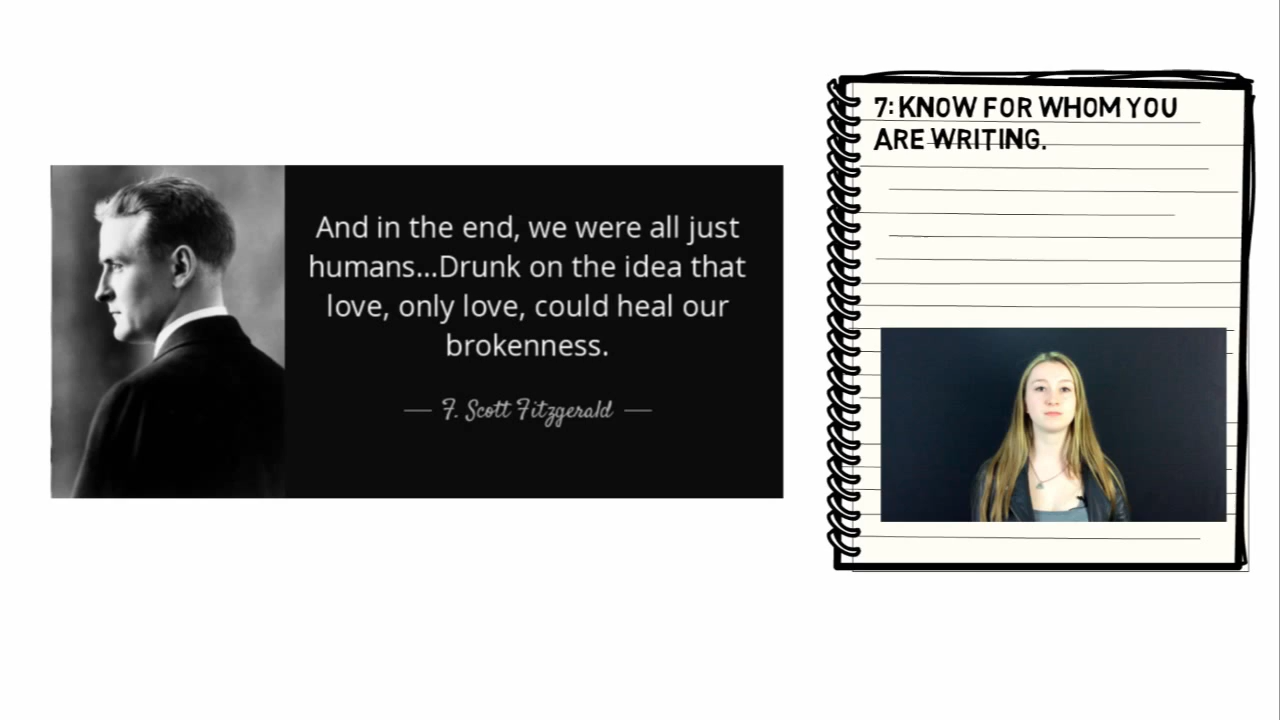 And in the end, we were all just
humans...Drunk on the idea that
love, only love, could heal our
brokenness.
F. Scott Fitzgerald
7: KNOW FOR WHOM YOU
ARE WRITING.